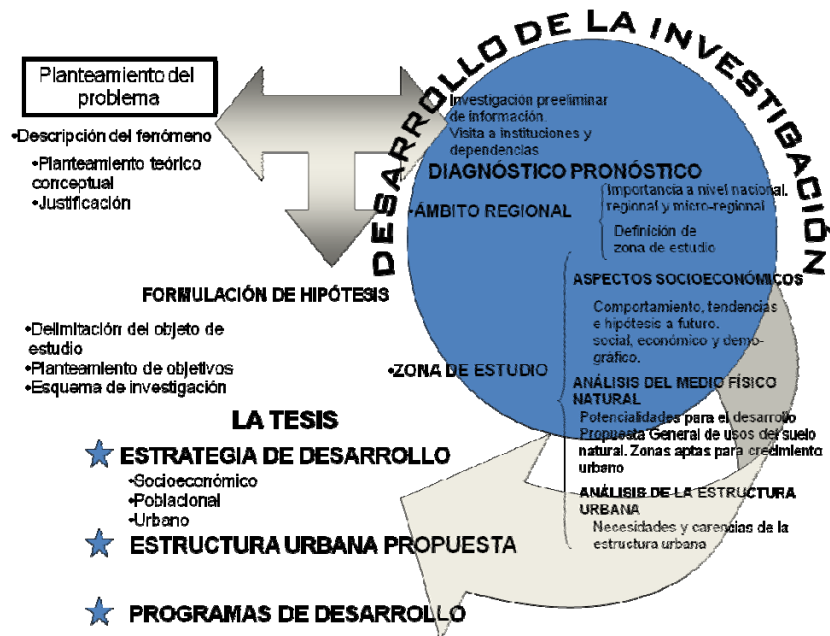 Planteamiento del
problema
•Descripción del fenrómeno
•Planteamiento teórico
conceptual
•Justificación
FORMULACIÓN DE HIPÓTESIS
•Delimitación del objeto de
estudio
•Planteamiento de objetivos
•Esquema de investigación
DESARROLLO DE LA INVESTIGACIÓN
Investigación preeliminar
de información.
Visita a instituciones y
dependencias
DIAGNÓSTICO PRONÓSTICO
•ÁMBITO REGIONAL
Importancia a nivel nacional.
regional y micro-regional
Definición de
zona de estudio
•ZONA DE ESTUDIO
ASPECTOS SOCIOECONÓMICOS
Comportamiento, tendencias
e hipótesis a futuro.
social, económico y demo-
gráfico.
ANÁLISIS DEL MEDIO FÍSICO
NATURAL
Potencialidades para el desarrollo
Propuesta General de usos del suelo
natural. Zonas aptas para crecimiento
urbano
ANÁLISIS DE LA ESTRUCTURA
URBANA
Necesidades y carencias de la
estructura urbana
LA TESIS
ESTRATEGIA DE DESARROLLO
•Socioeconómico
•Poblacional
•Urbano
ESTRUCTURA URBANA PROPUESTA
PROGRAMAS DE DESARROLLO